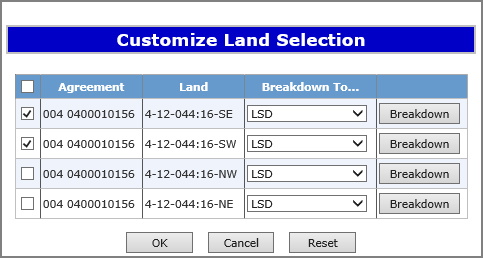 Customize Land Selection
Agreement Land Breakdown To...
004 0400010156 4-12-044:16-SE LSD Breakdown
004 0400010156 4-12-044:16-SW LSD Breakdown
004 0400010156 4-12-044:16-NW LSD Breakdown
004 0400010156 4-12-044:16-NE LSD Breakdown
OK Cancel Reset